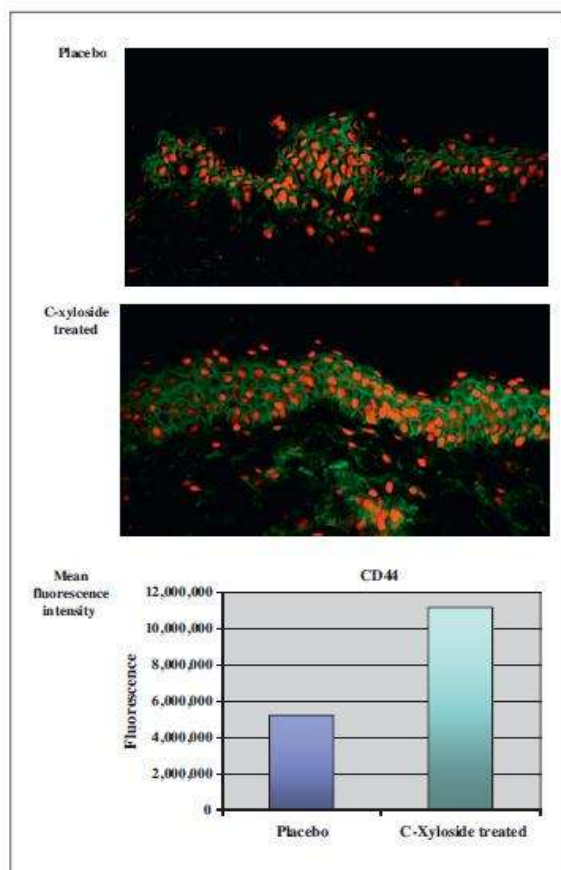 Placebo
C-xyloside
treated
Mean
fluorescence
intensity
CD44
Fluorescence
12,000,000
10,000,000
8,000,000
6,000,000
4,000,000
2,000,000
0
Placebo
C-Xyloside treated